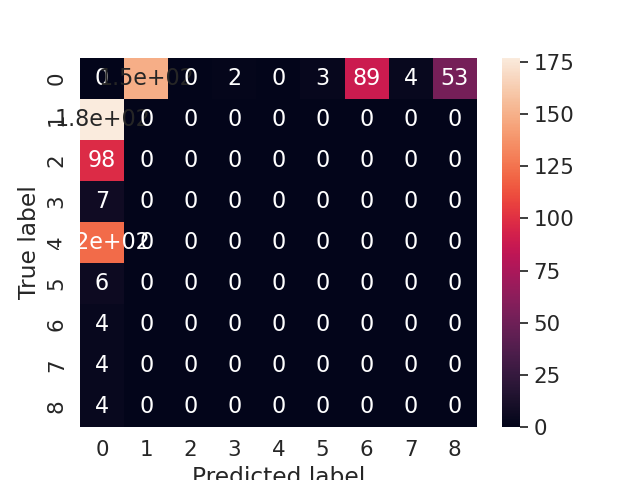 0 0 1.5e+02 0 2 0 3 89 4 53
1 1.8e+02 0 0 0 0 0 0 0 0
2 98 0 0 0 0 0 0 0 0
3 7 0 0 0 0 0 0 0 0
4 2e+02 0 0 0 0 0 0 0 0
5 6 0 0 0 0 0 0 0 0
6 4 0 0 0 0 0 0 0 0
7 4 0 0 0 0 0 0 0 0
8 4 0 0 0 0 0 0 0 0
0 1 2 3 4 5 6 7 8
Predicted label
True label
175
150
125
100
75
50
25
0